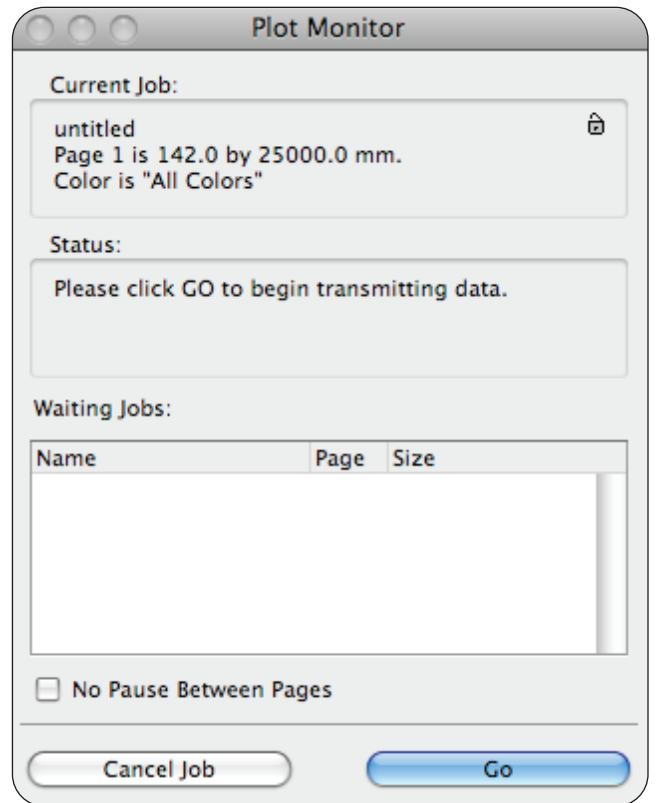 Plot Monitor
Current Job:
untitled
Page 1 is 142.0 by 25000.0 mm.
Color is "All Colors"
Status:
Please click GO to begin transmitting data.
Waiting Jobs:
Name Page Size
No Pause Between Pages
Cancel Job Go